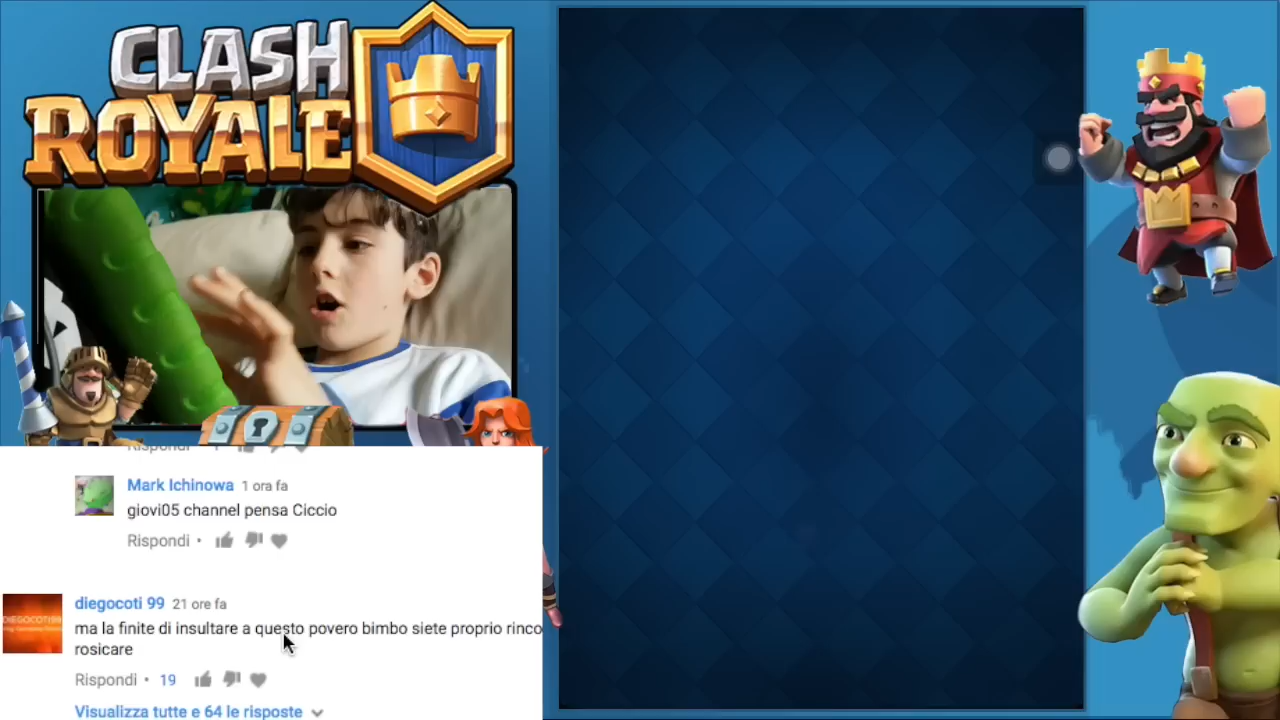 CLASH
ROYALE
Rispondi
Mark Ichinowa 1 ora fa
giovi05 channel pensa Ciccio
Rispondi •
diegocoti 99 21 ore fa
ma la finite di insultare a questo povero bimbo siete proprio rinco
rosicare
Rispondi • 19
Visualizza tutte e 64 le risposte